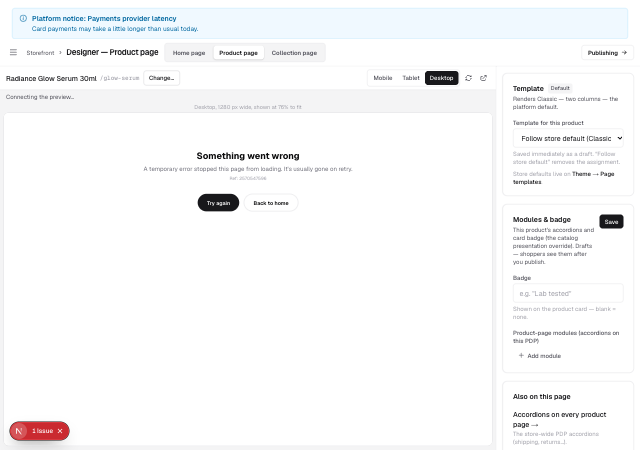 Platform notice: Payments provider latency
Card payments may take a little longer than usual today.
Storefront > Designer — Product page
Home page
Product page
Collection page
Publishing →
Radiance Glow Serum 30ml /glow-serum
Change…
Mobile
Tablet
Desktop
Connecting the preview…
Desktop, 1280 px wide, shown at 76% to fit
Something went wrong
A temporary error stopped this page from loading. It's usually gone on retry.
Try again
Back to home
Template Default
Renders Classic — two columns — the
platform default.
Template for this product
Follow store default (Classic
Saved immediately as a draft. "Follow
store default" removes the assignment.
Store defaults live on Theme → Page
templates
Modules & badge
Save
This product's accordions and
card badge (the catalog
presentation override). Drafts
— shoppers see them after
you publish.
Badge
e.g. "Lab tested"
Shown on the product card — blank =
none.
Product-page modules (accordions on
this PDP)
+ Add module
Also on this page
Accordions on every product
page →
The store-wide PDP accordions
(shipping, returns…).
N
1 Issue ×